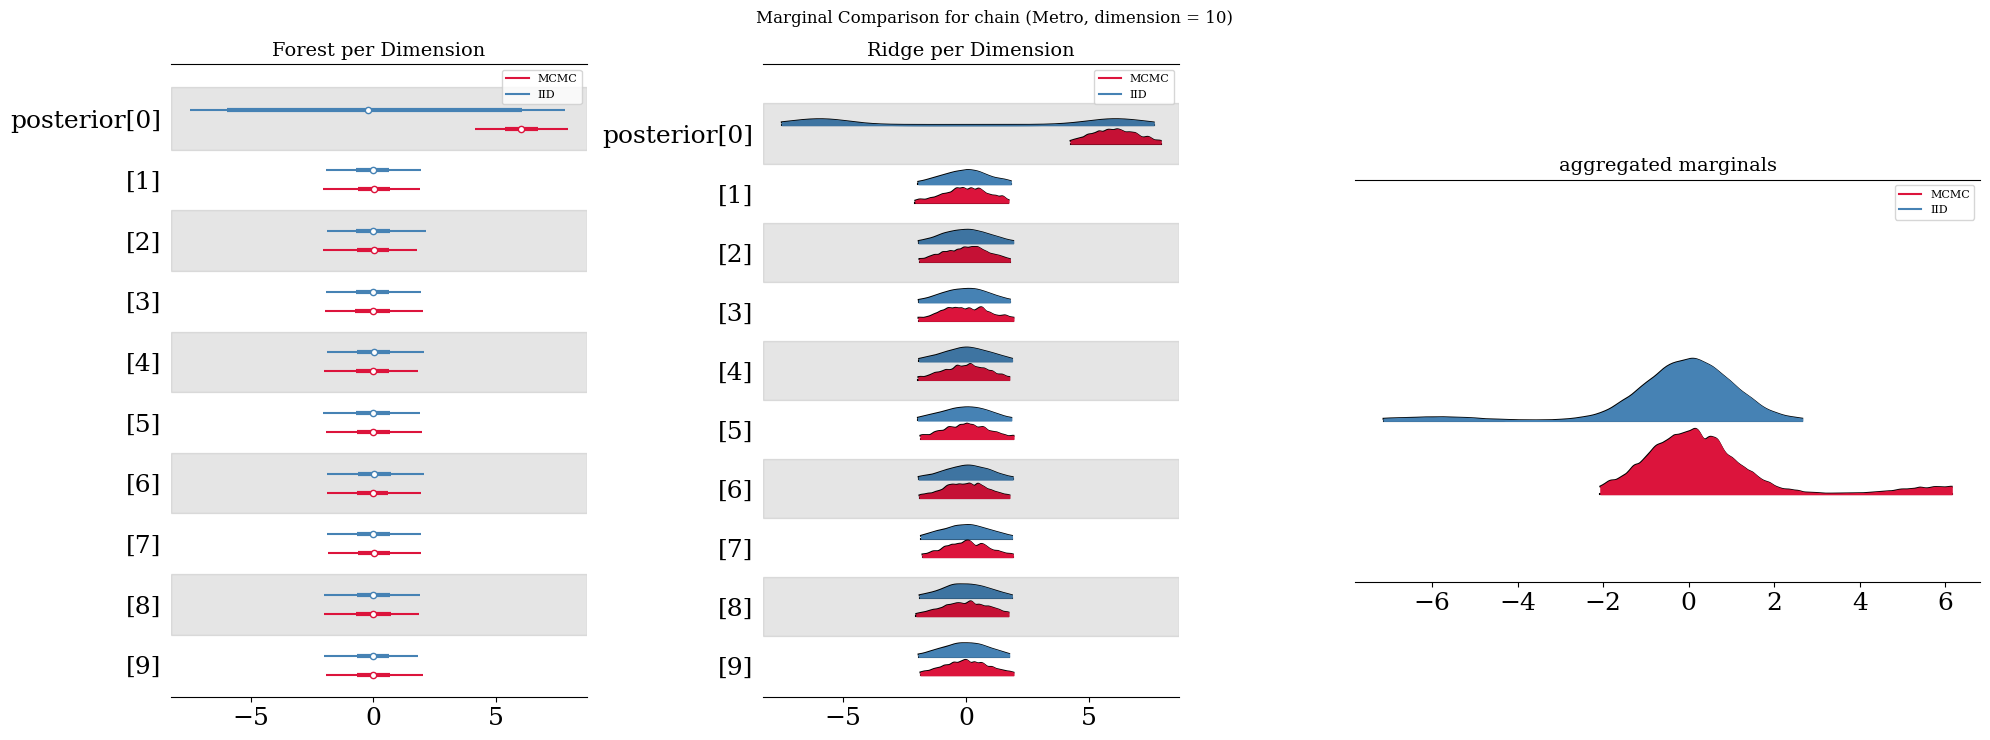 Marginal Comparison for chain (Metro, dimension = 10)
Forest per Dimension
MCMC
IID
posterior[0]
[1]
[2]
[3]
[4]
[5]
[6]
[7]
[8]
[9]
−5 0 5
Ridge per Dimension
MCMC
IID
posterior[0]
[1]
[2]
[3]
[4]
[5]
[6]
[7]
[8]
[9]
−5 0 5
aggregated marginals
MCMC
IID
−6 −4 −2 0 2 4 6